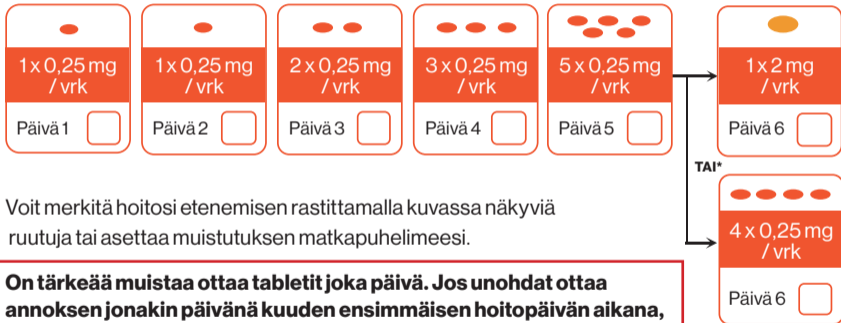 1 x 0,25 mg
/ vrk
Päivä 1
1 x 0,25 mg
/ vrk
Päivä 2
2 x 0,25 mg
/ vrk
Päivä 3
3 x 0,25 mg
/ vrk
Päivä 4
5 x 0,25 mg
/ vrk
Päivä 5
1 x 2 mg
/ vrk
Päivä 6
TAI*
4 x 0,25 mg
/ vrk
Päivä 6
Voit merkitä hoitosi etenemisen rastittamalla kuvassa näkyviä
ruutuja tai asettaa muistutuksen matkapuhelimeesi.
On tärkeää muistaa ottaa tabletit joka päivä. Jos unohdat ottaa
annoksen jonakin päivänä kuuden ensimmäisen hoitopäivän aikana,